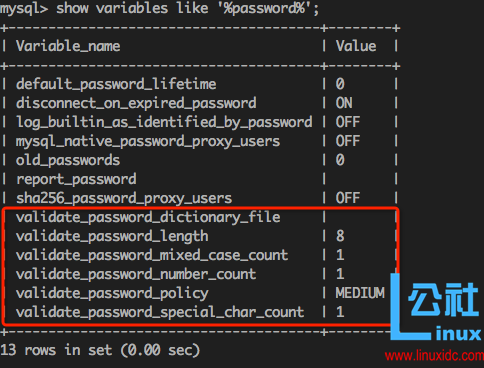 mysql> show variables like '%password%';
+---------------------------------------+--------+
| Variable_name | Value |
+---------------------------------------+--------+
| default_password_lifetime | 0 |
| disconnect_on_expired_password | ON |
| log_builtin_as_identified_by_password | OFF |
| mysql_native_password_proxy_users | OFF |
| old_passwords | 0 |
| report_password | |
| sha256_password_proxy_users | OFF |
| validate_password_dictionary_file | |
| validate_password_length | 8 |
| validate_password_mixed_case_count | 1 |
| validate_password_number_count | 1 |
| validate_password_policy | MEDIUM |
| validate_password_special_char_count | 1 |
+---------------------------------------+--------+
13 rows in set (0.00 sec)
公社
Linux
www.linuxidc.com